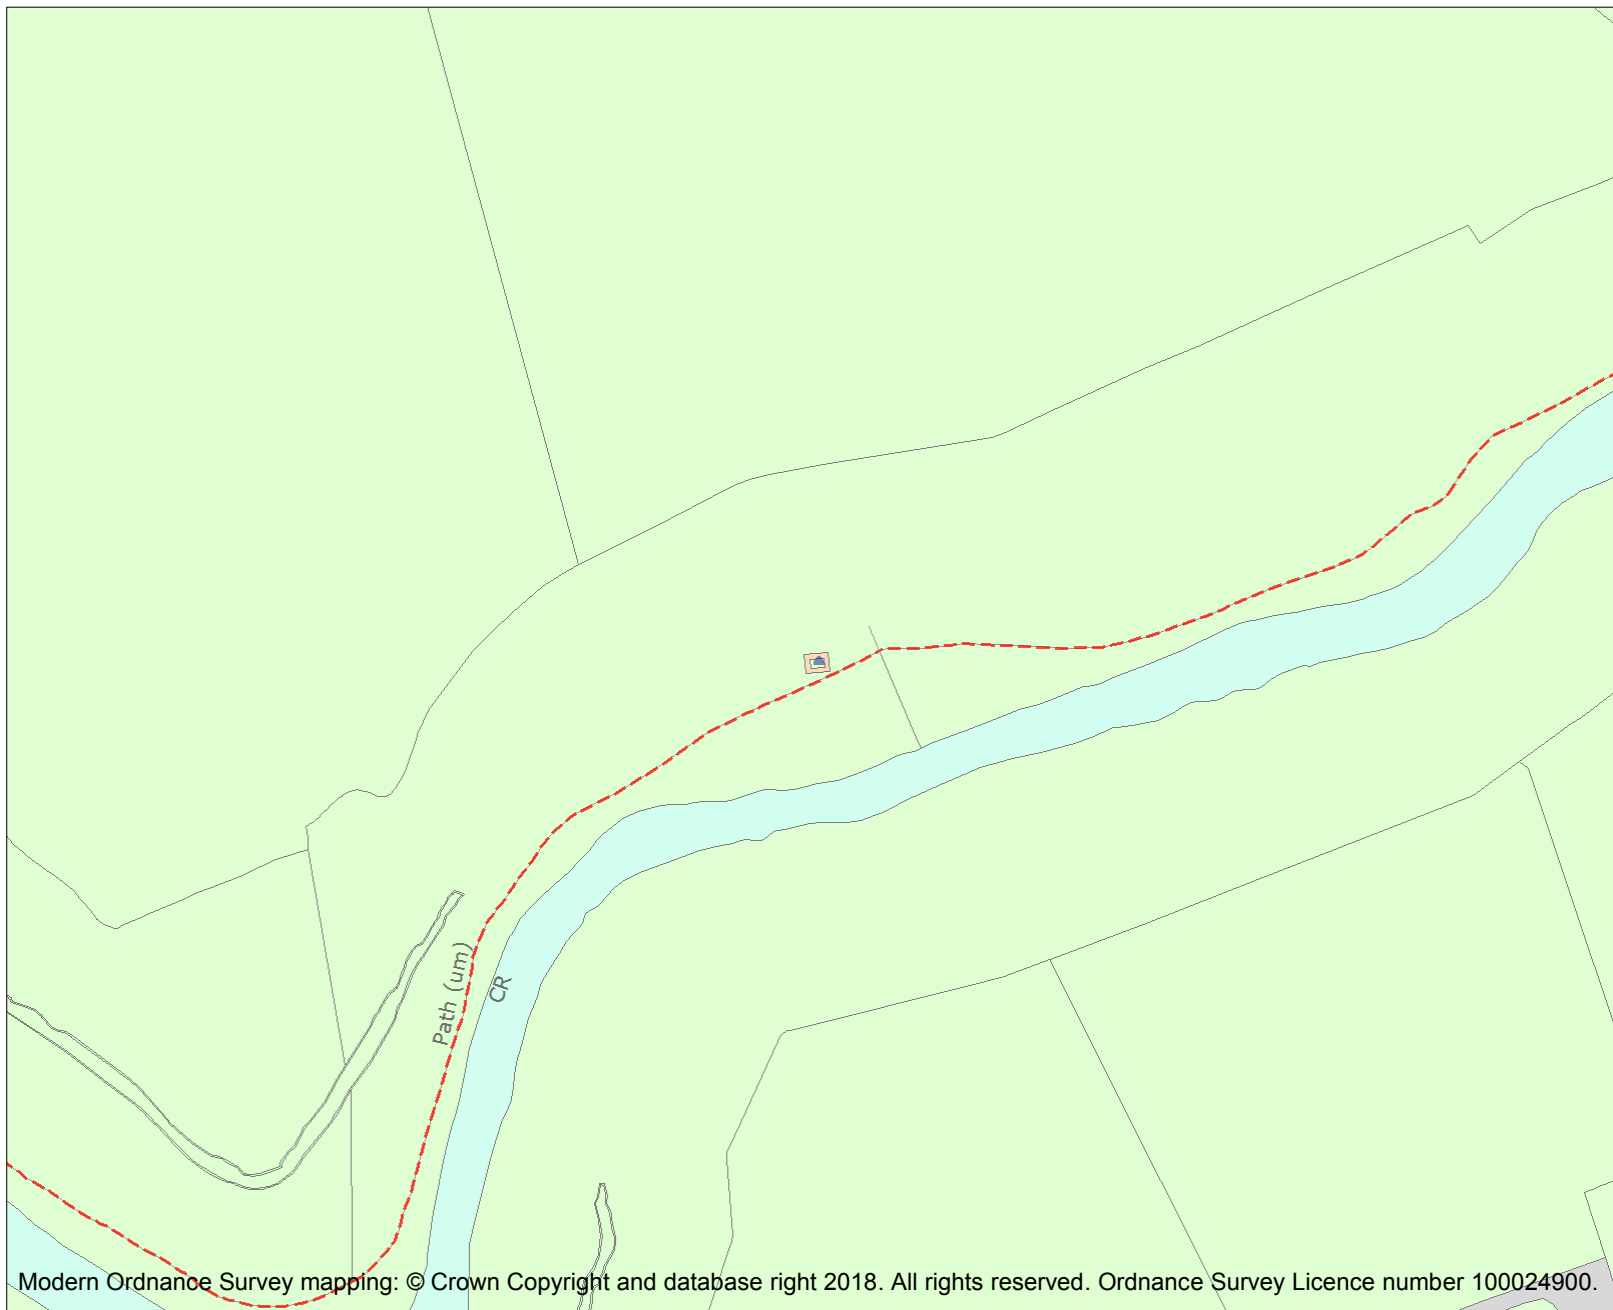 Path (um)
CR
Modern Ordnance Survey mapping: © Crown Copyright and database right 2018. All rights reserved. Ordnance Survey Licence number 100024900.